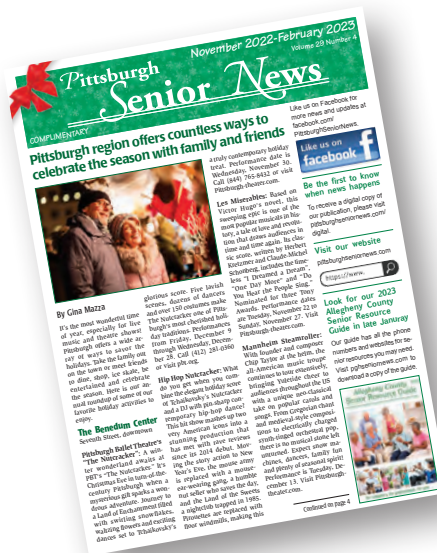 November 2022-February 2023
Volume 29 Number 4
Pittsburgh
Senior News
COMPLIMENTARY
Pittsburgh region offers countless ways to
celebrate the season with family and friends
By Gina Mazza
It's the most wonderful time
of year, especially for live
music and theatre shows!
Pittsburgh offers a wide ar-
ray of ways to savor the
holidays. Take the family out
on the town or meet friends
to dine, shop, ice skate, be
entertained and celebrate
the season. Here is our an-
nual roundup of some of our
favorite holiday activities to
enjoy.
The Benedum Center
Seventh Street, downtown
Pittsburgh Ballet Theatre's
"The Nutcracker": A win-
ter wonderland awaits at
PBT's "The Nutcracker." It's
Christmas Eve in turn-of-the-
century Pittsburgh when a
mysterious gift sparks a won-
drous adventure. Journey to
a Land of Enchantment filled
with swirling snowflakes,
waltzing flowers and exciting
dances set to Tchaikovsky's
glorious score. Five lavish
scenes, dozens of dancers
and over 150 costumes make
The Nutcracker one of Pitts-
burgh's most cherished holi-
day traditions. Performances
from Friday, December 9
through Wednesday, Decem-
ber 28. Call (412) 281-0360
or visit pbt.org.
Hip Hop Nutcracker: What
do you get when you com-
bine the elegant holiday score
of Tchaikovsky's Nutcracker
and a DJ with pin-sharp con-
temporary hip-hop dance?
This hit show mashes up two
very American icons into a
stunning production that
has met with rave reviews
since its 2014 debut. Mov-
ing the story action to New
Year's Eve, the mouse army
is replaced with a mouse-
ear-wearing gang, a humble
nut seller who saves the day,
and the Land of the Sweets
a nightclub trapped in 1985.
Pirouettes are replaced with
floor windmills, making this
a truly contemporary holiday
treat. Performance date is
Wednesday, November 30.
Call (844) 765-8432 or visit
Pittsburgh-theater.com.
Les Miserables: Based on
Victor Hugo's novel, this
sweeping epic is one of the
most popular musicals in his-
tory, a tale of love and revolu-
tion that draws audiences in
time and time again. Its clas-
sic score, written by Herbert
Kretzmer and Claude-Michel
Schonberg, includes the time-
less "I Dreamed a Dream",
"One Day More" and "Do
You Hear the People Sing."
Nominated for three Tony
Awards. Performance dates
are Tuesday, November 22 to
Sunday, November 27. Visit
Pittsburgh-theater.com.
Mannheim Steamroller:
With founder and composer
Chip Taylor at the helm, the
all-American music troupe
continues to tour extensively,
bringing Yuletide cheer to
audiences throughout the US
with a unique neo-classical
take on popular carols and
songs. From Gregorian chant
and medieval-style composi-
tions to electrically charged
synth-tinged orchestral pop,
there is no musical stone left
unturned. Expect snow ma-
chines, dancers, family fun
and plenty of seasonal spirit!
Performance is Tuesday, De-
cember 13. Visit Pittsburgh-
theater.com.
Continued on page 4
Like us on Facebook for
more news and updates at
facebook.com/
PittsburghSeniorNews.
Like us on
facebook
Be the first to know
when news happens
To receive a digital copy of
our publication, please visit
pittsburghseniornews.com/
digital.
Visit our website
pittsburghseniornews.com
https://www.
Look for our 2023
Allegheny County
Senior Resource
Guide in late Januray
Our guide has all the phone
numbers and websites for se-
nior resources you may need.
Visit pghseniornews.com to
download a copy of the guide.
Allegheny County
Senior Resource Guide